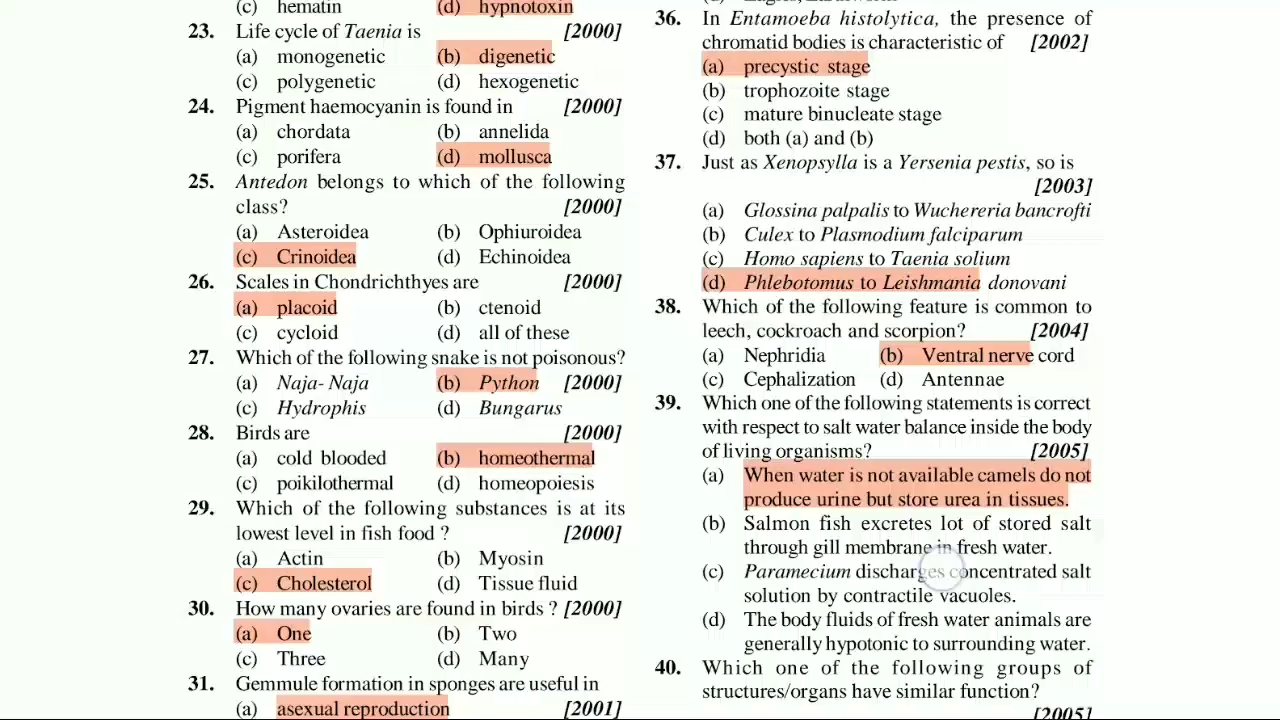 (c) hematin (d) hypnotoxin
23. Life cycle of Taenia is [2000]
(a) monogenetic (b) digenetic
(c) polygenetic (d) hexogenetic
24. Pigment haemocyanin is found in [2000]
(a) chordata (b) annelida
(c) porifera (d) mollusca
25. Antedon belongs to which of the following
class? [2000]
(a) Asteroidea (b) Ophiuroidea
(c) Crinoidea (d) Echinoidea
26. Scales in Chondrichthyes are [2000]
(a) placoid (b) ctenoid
(c) cycloid (d) all of these
27. Which of the following snake is not poisonous?
(a) Naja- Naja (b) Python [2000]
(c) Hydrophis (d) Bungarus
28. Birds are [2000]
(a) cold blooded (b) homeothermal
(c) poikilothermal (d) homeopoiesis
29. Which of the following substances is at its
lowest level in fish food ? [2000]
(a) Actin (b) Myosin
(c) Cholesterol (d) Tissue fluid
30. How many ovaries are found in birds ? [2000]
(a) One (b) Two
(c) Three (d) Many
31. Gemmule formation in sponges are useful in
(a) asexual reproduction [2001]
36. In Entamoeba histolytica, the presence of
chromatid bodies is characteristic of [2002]
(a) precystic stage
(b) trophozoite stage
(c) mature binucleate stage
(d) both (a) and (b)
37. Just as Xenopsylla is a Yersenia pestis, so is
[2003]
(a) Glossina palpalis to Wuchereria bancrofti
(b) Culex to Plasmodium falciparum
(c) Homo sapiens to Taenia solium
(d) Phlebotomus to Leishmania donovani
38. Which of the following feature is common to
leech, cockroach and scorpion? [2004]
(a) Nephridia (b) Ventral nerve cord
(c) Cephalization (d) Antennae
39. Which one of the following statements is correct
with respect to salt water balance inside the body
of living organisms? [2005]
(a) When water is not available camels do not
produce urine but store urea in tissues.
(b) Salmon fish excretes lot of stored salt
through gill membrane in fresh water.
(c) Paramecium discharges concentrated salt
solution by contractile vacuoles.
(d) The body fluids of fresh water animals are
generally hypotonic to surrounding water.
40. Which one of the following groups of
structures/organs have similar function?
[2005]